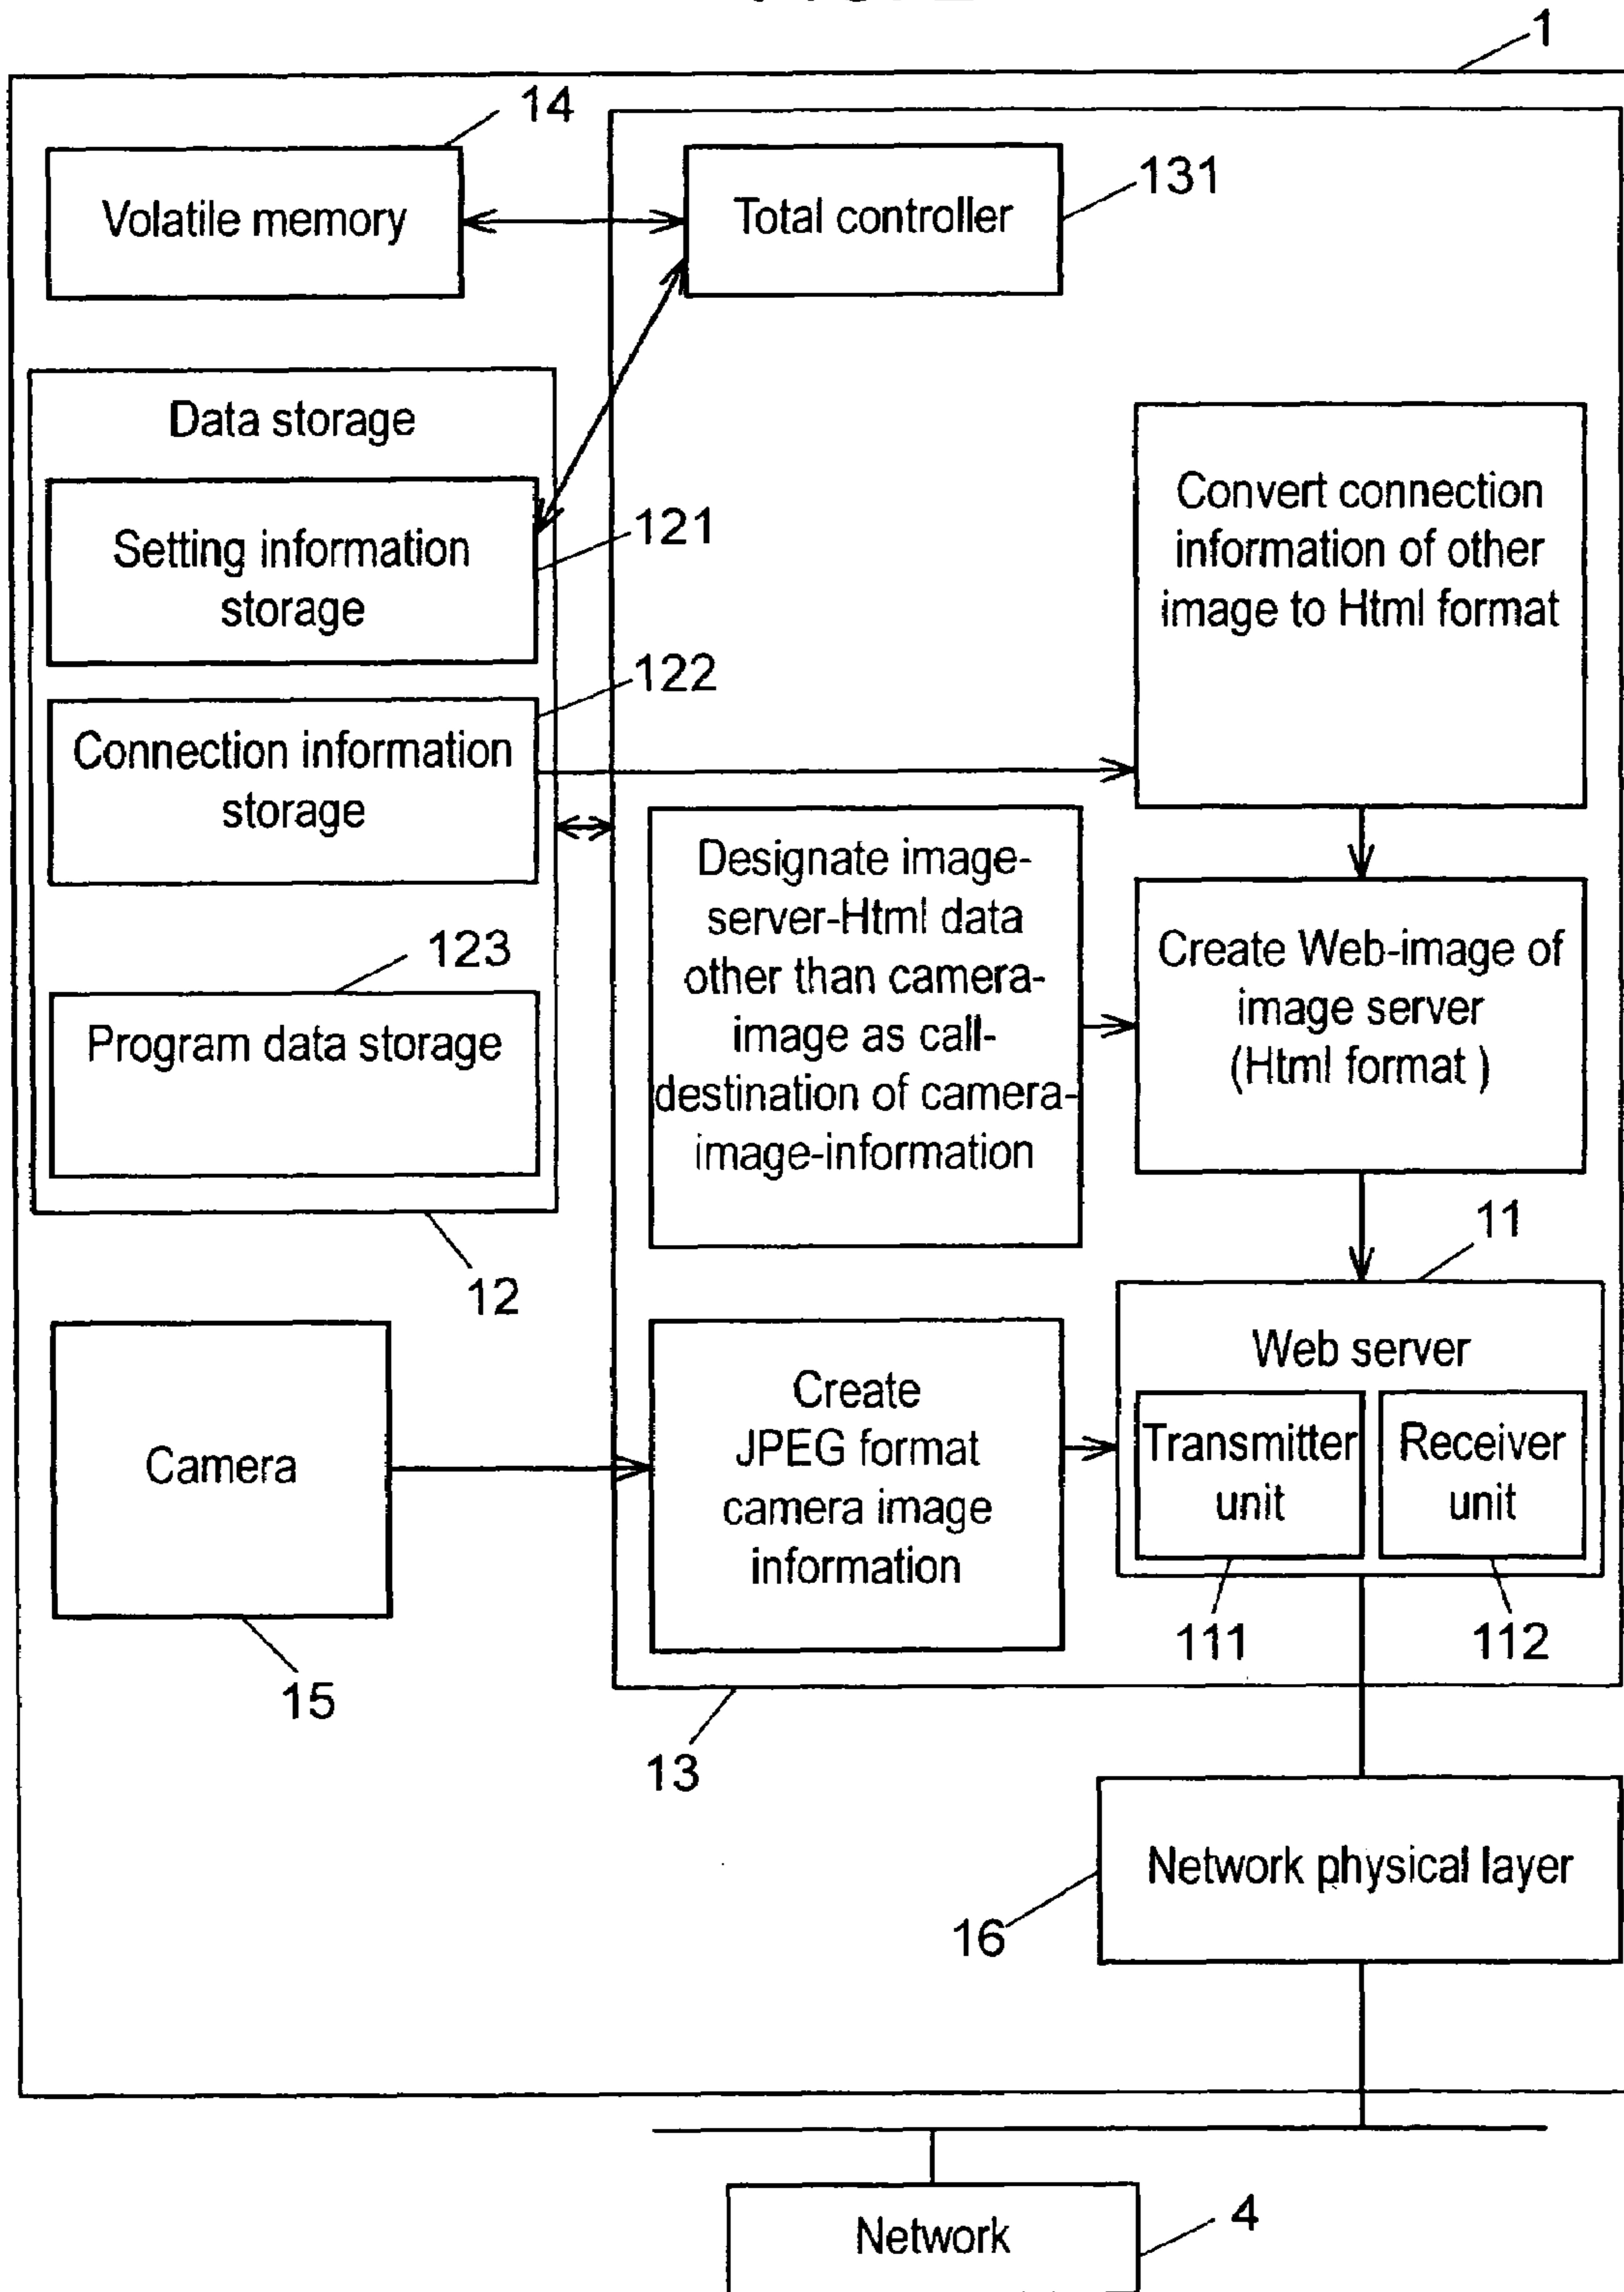 1
14
Volatile memory
Total controller
131
Data storage
Setting information
storage
121
122
Connection information
storage
123
Program data storage
12
Convert connection
information of other
image to Html format
Designate image-
server-Html data
other than camera-
image as call-
destination of camera-
image-information
Create Web-image of
image server
(Html format )
11
Web server
Transmitter
unit
Receiver
unit
111
112
Camera
15
Create
JPEG format
camera image
information
13
Network physical layer
16
Network
4